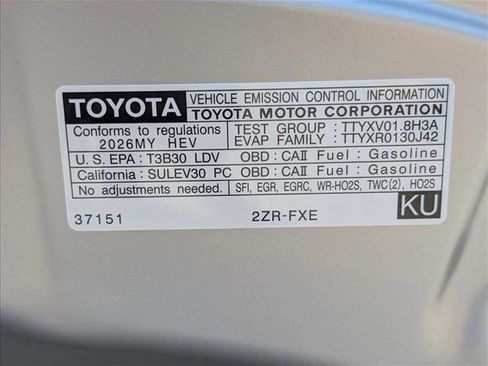 TOYOTA VEHICLE EMISSION CONTROL INFORMATION
TOYOTA MOTOR CORPORATION
Conforms to regulations
2026MY HEV
TEST GROUP : TTYXV01.8H3A
EVAP FAMILY : TTYXR0130J42
U.S. EPA : T3B30 LDV OBD : CAII Fuel : Gasoline
California : SULEV30 PC OBD : CAII Fuel : Gasoline
No adjustments needed. SFI, EGR, EGRC, WR-HO2S, TWC(2), HO2S
37151 2ZR-FXE KU